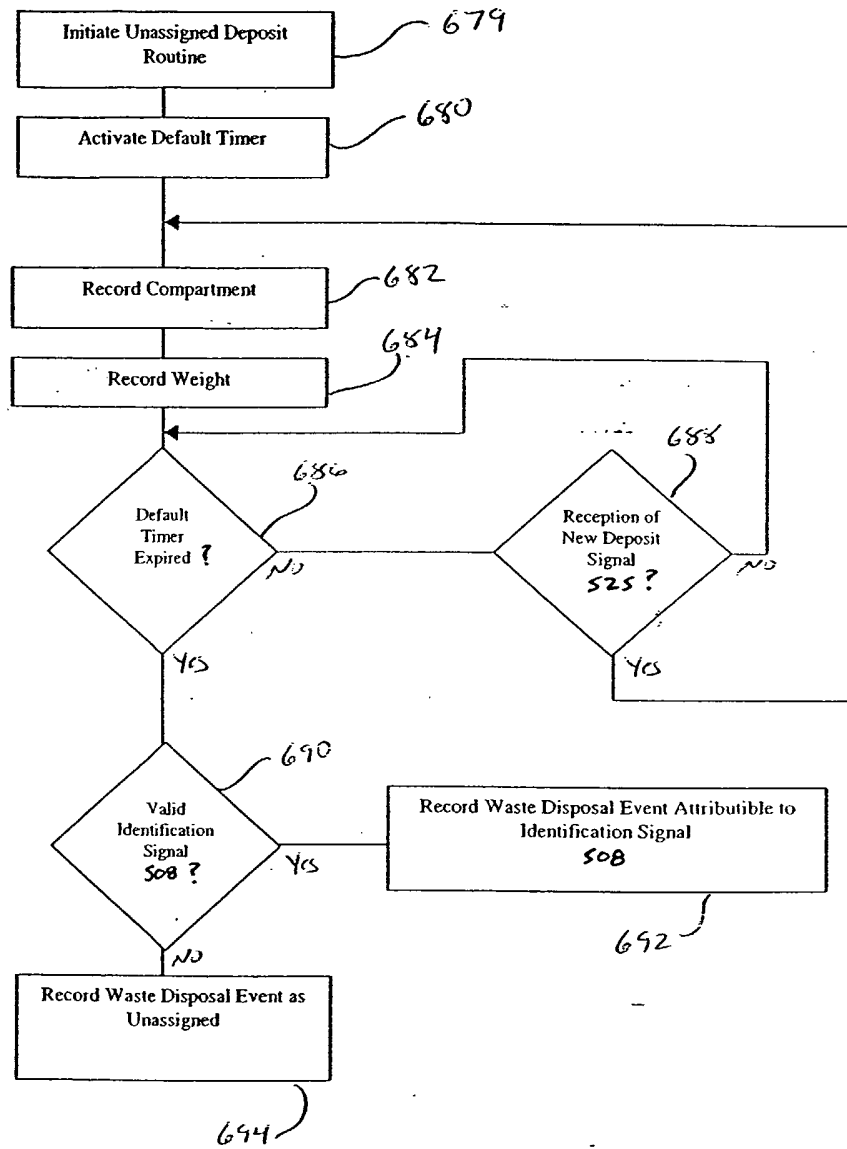 Initiate Unassigned Deposit
Routine
679
Activate Default Timer
680
Record Compartment
682
Record Weight
684
Default
Timer
Expired ?
686
No
Yes
Reception of
New Deposit
Signal
525 ?
688
No
Yes
Valid
Identification
Signal
508 ?
690
Yes
No
Record Waste Disposal Event Attributible to
Identification Signal
508
692
Record Waste Disposal Event as
Unassigned
694